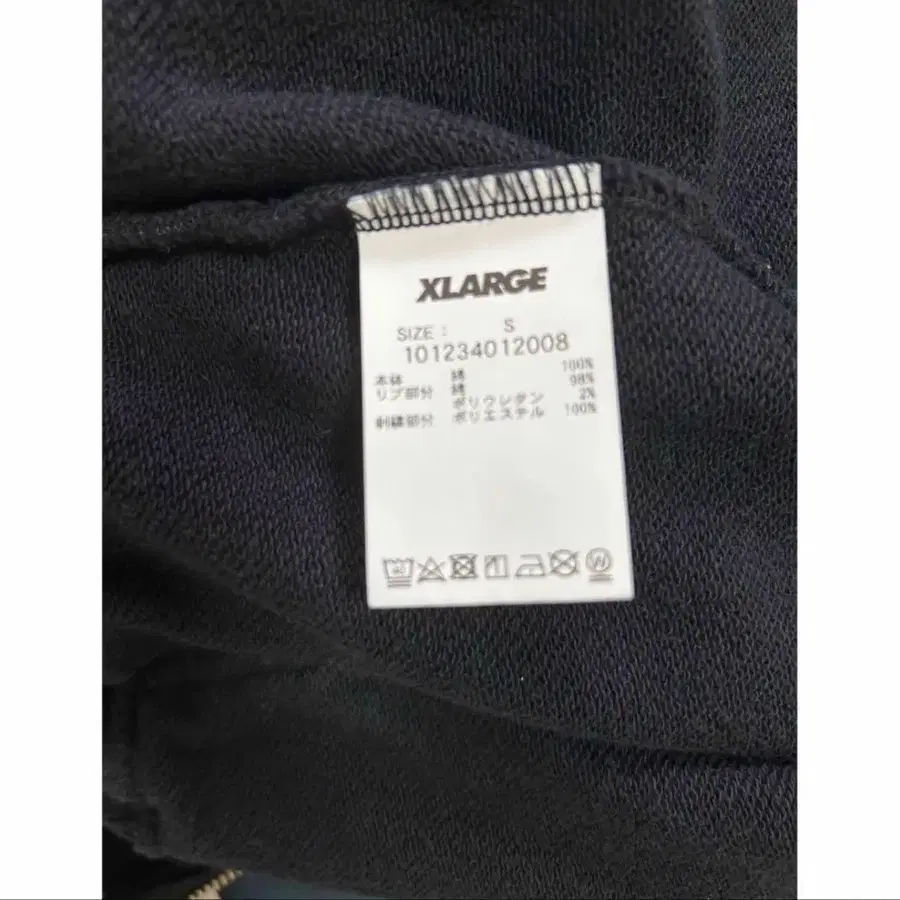 XLARGE
SIZE : S
101234012008
本体 綿 100%
リブ部分 綿 98%
ポリウレタン 2%
刺繍部分 ポリエステル 100%
W